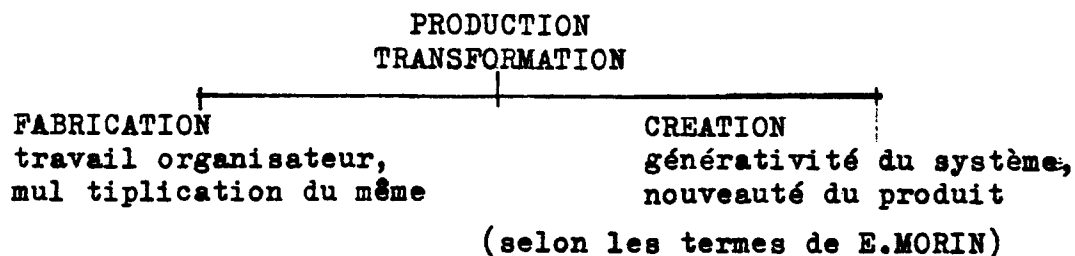 PRODUCTION
TRANSFORMATION
FABRICATION
travail organisateur,
mul tiplication du même
CREATION
générativité du système,
nouveauté du produit
(selon les termes de E.MORIN)